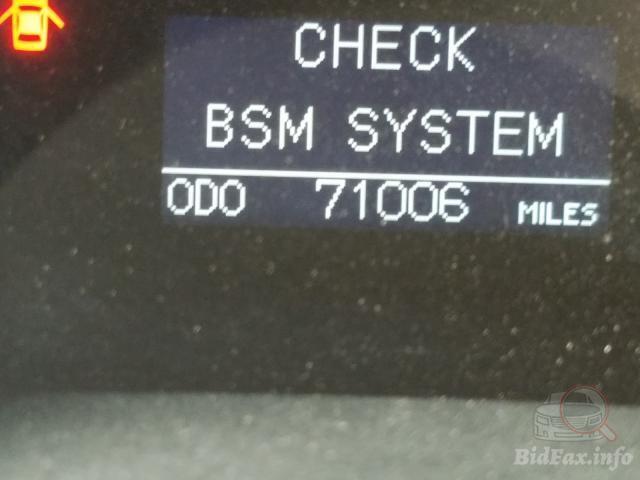 CHECK
BSM SYSTEM
ODO 71006 MILES
BidFax.info